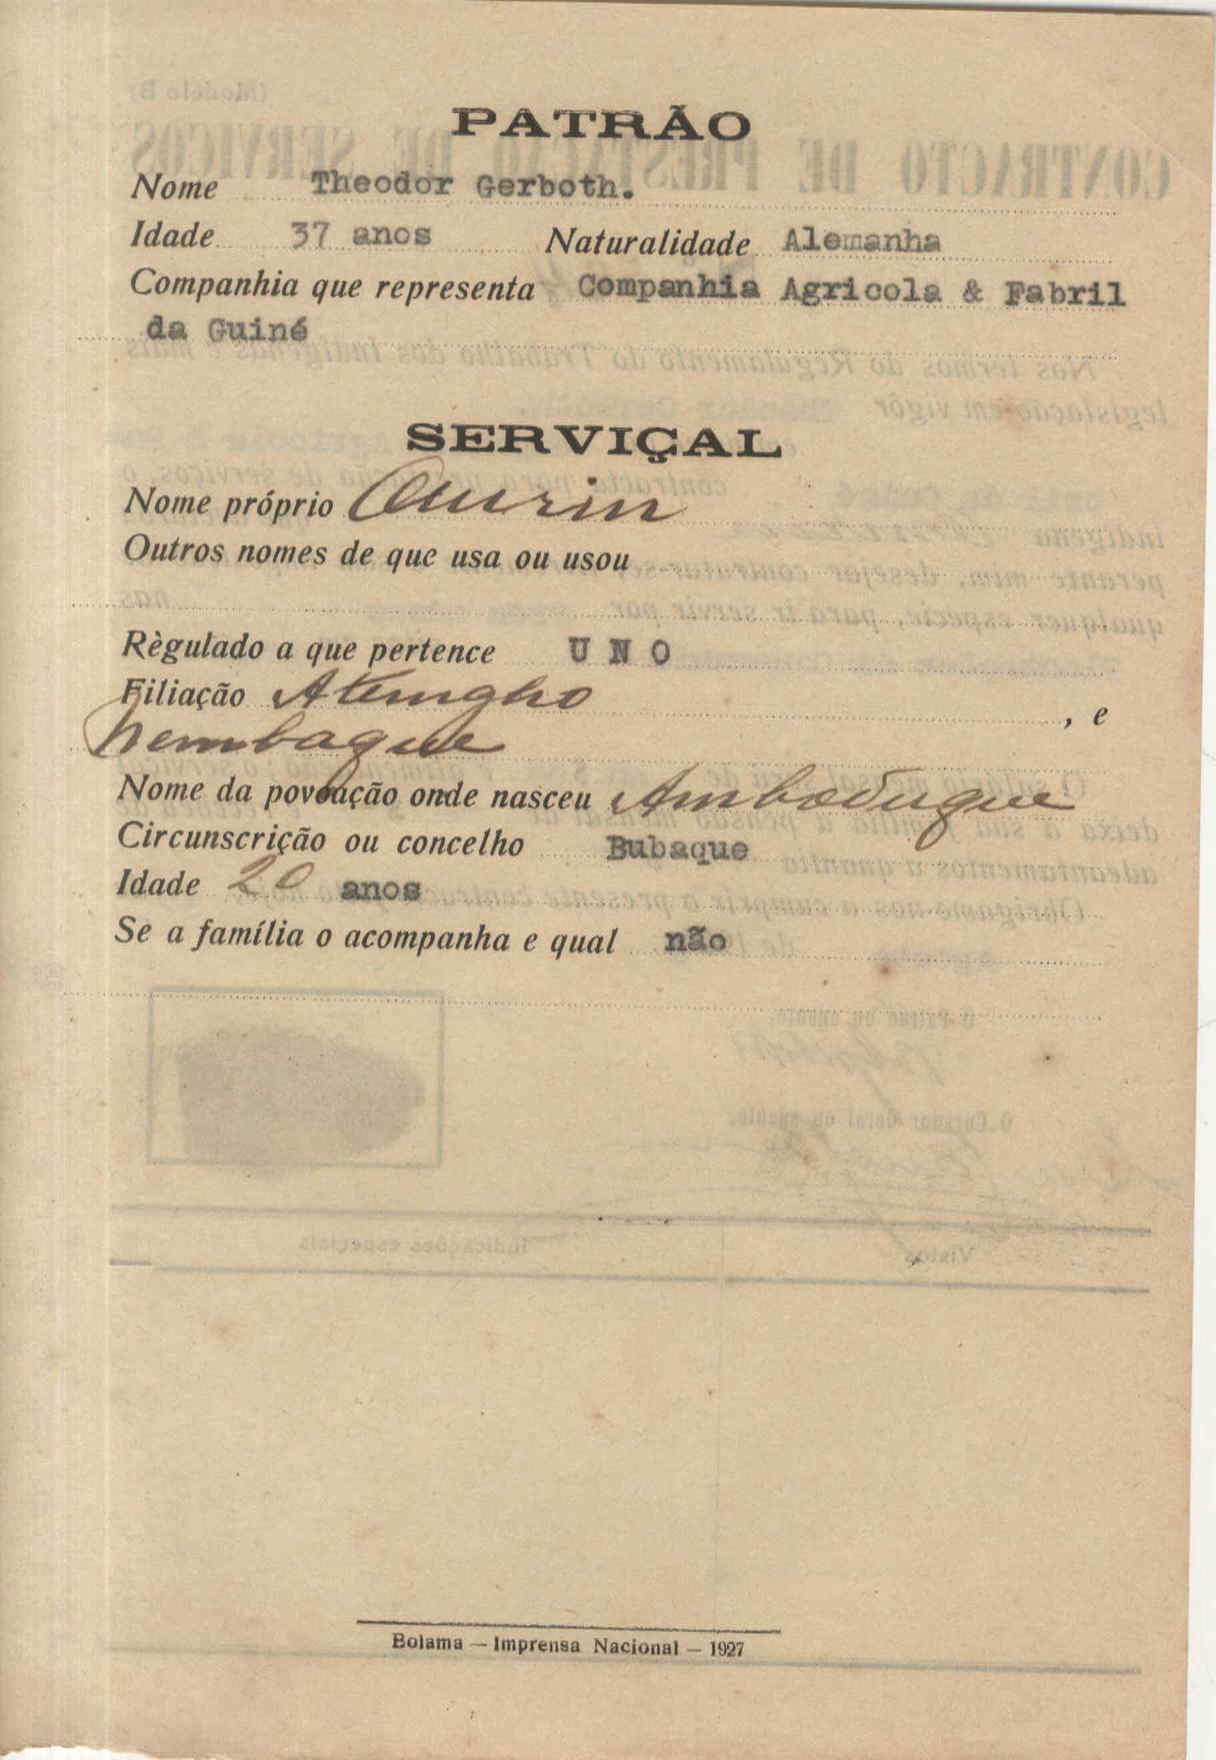 PATRÃO
Nome Theodor Gerboth.
Idade 37 anos Naturalidade Alemanha
Companhia que representa Companhia Agricola & Fabril
da Guiné
SERVIÇAL
Nome próprio
Outros nomes de que usa ou usou
Règulado a que pertence U N O
Filiação , e
Nembaque
Nome da povoação onde nasceu Amboduque
Circunscrição ou concelho Bubaque
Idade 20 anos
Se a família o acompanha e qual não
Bolama — Imprensa Nacional — 1927